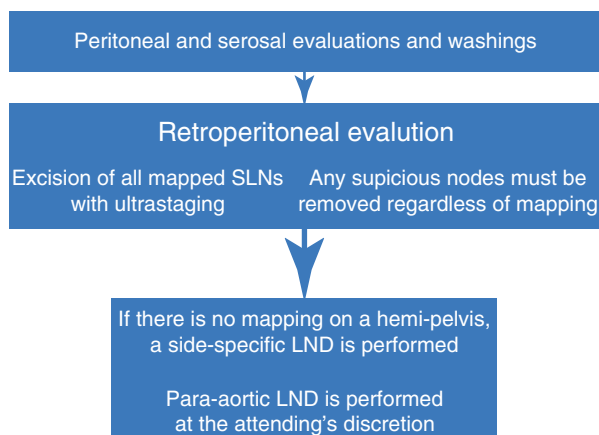 Peritoneal and serosal evaluations and washings
Retroperitoneal evalution
Excision of all mapped SLNs
with ultrastaging
Any supicious nodes must be
removed regardless of mapping
If there is no mapping on a hemi-pelvis,
a side-specific LND is performed
Para-aortic LND is performed
at the attending's discretion